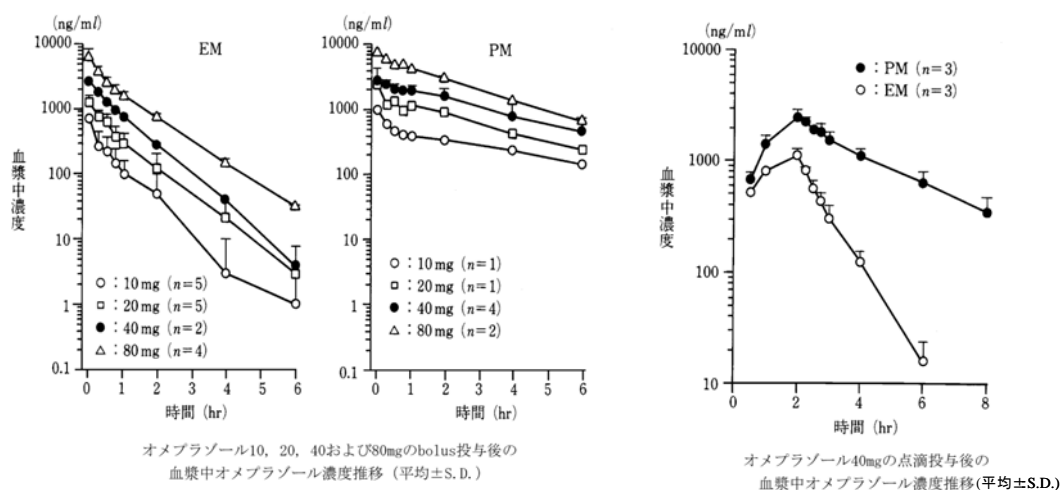 (ng/ml)
EM
10000
1000
100
10
1
0.1
血漿中濃度
○：10mg (n=5)
□：20mg (n=5)
●：40mg (n=2)
△：80mg (n=4)
0 1 2 3 4 5 6
時間 (hr)
(ng/ml)
PM
10000
1000
100
10
1
0.1
○：10mg (n=1)
□：20mg (n=1)
●：40mg (n=4)
△：80mg (n=2)
0 1 2 3 4 5 6
時間 (hr)
オメプラゾール10, 20, 40および80mgのbolus投与後の
血漿中オメプラゾール濃度推移 (平均±S.D.)
(ng/ml)
●：PM (n=3)
○：EM (n=3)
1000
100
10
血漿中濃度
0 2 4 6 8
時間 (hr)
オメプラゾール40mgの点滴投与後の
血漿中オメプラゾール濃度推移(平均±S.D.)